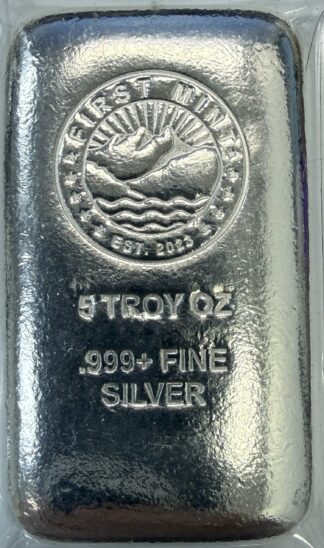 FIRST MINT
EST. 2023
5 TROY OZ
.999+ FINE
SILVER